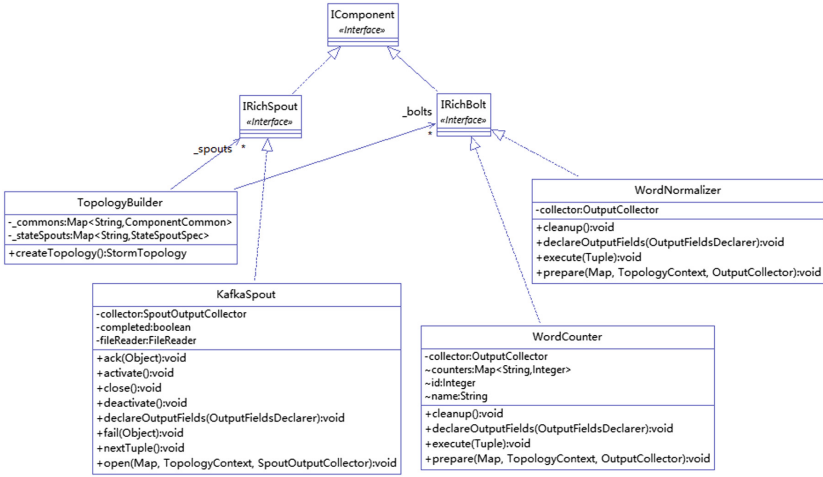 IComponent
«Interface»
IRichSpout
«Interface»
_bolts
IRichBolt
«Interface»
*
_spouts
*
TopologyBuilder
-_commons:Map<String,ComponentCommon>
-_stateSpouts:Map<String,StateSpoutSpec>
+createTopology():StormTopology
WordNormalizer
-collector:OutputCollector
+cleanup():void
+declareOutputFields(OutputFieldsDeclarer):void
+execute(Tuple):void
+prepare(Map, TopologyContext, OutputCollector):void
KafkaSpout
-collector:SpoutOutputCollector
-completed:boolean
-fileReader:FileReader
+ack(Object):void
+activate():void
+close():void
+deactivate():void
+declareOutputFields(OutputFieldsDeclarer):void
+fail(Object):void
+nextTuple():void
+open(Map, TopologyContext, SpoutOutputCollector):void
WordCounter
-collector:OutputCollector
~counters:Map<String,Integer>
~id:Integer
~name:String
+cleanup():void
+declareOutputFields(OutputFieldsDeclarer):void
+execute(Tuple):void
+prepare(Map, TopologyContext, OutputCollector):void